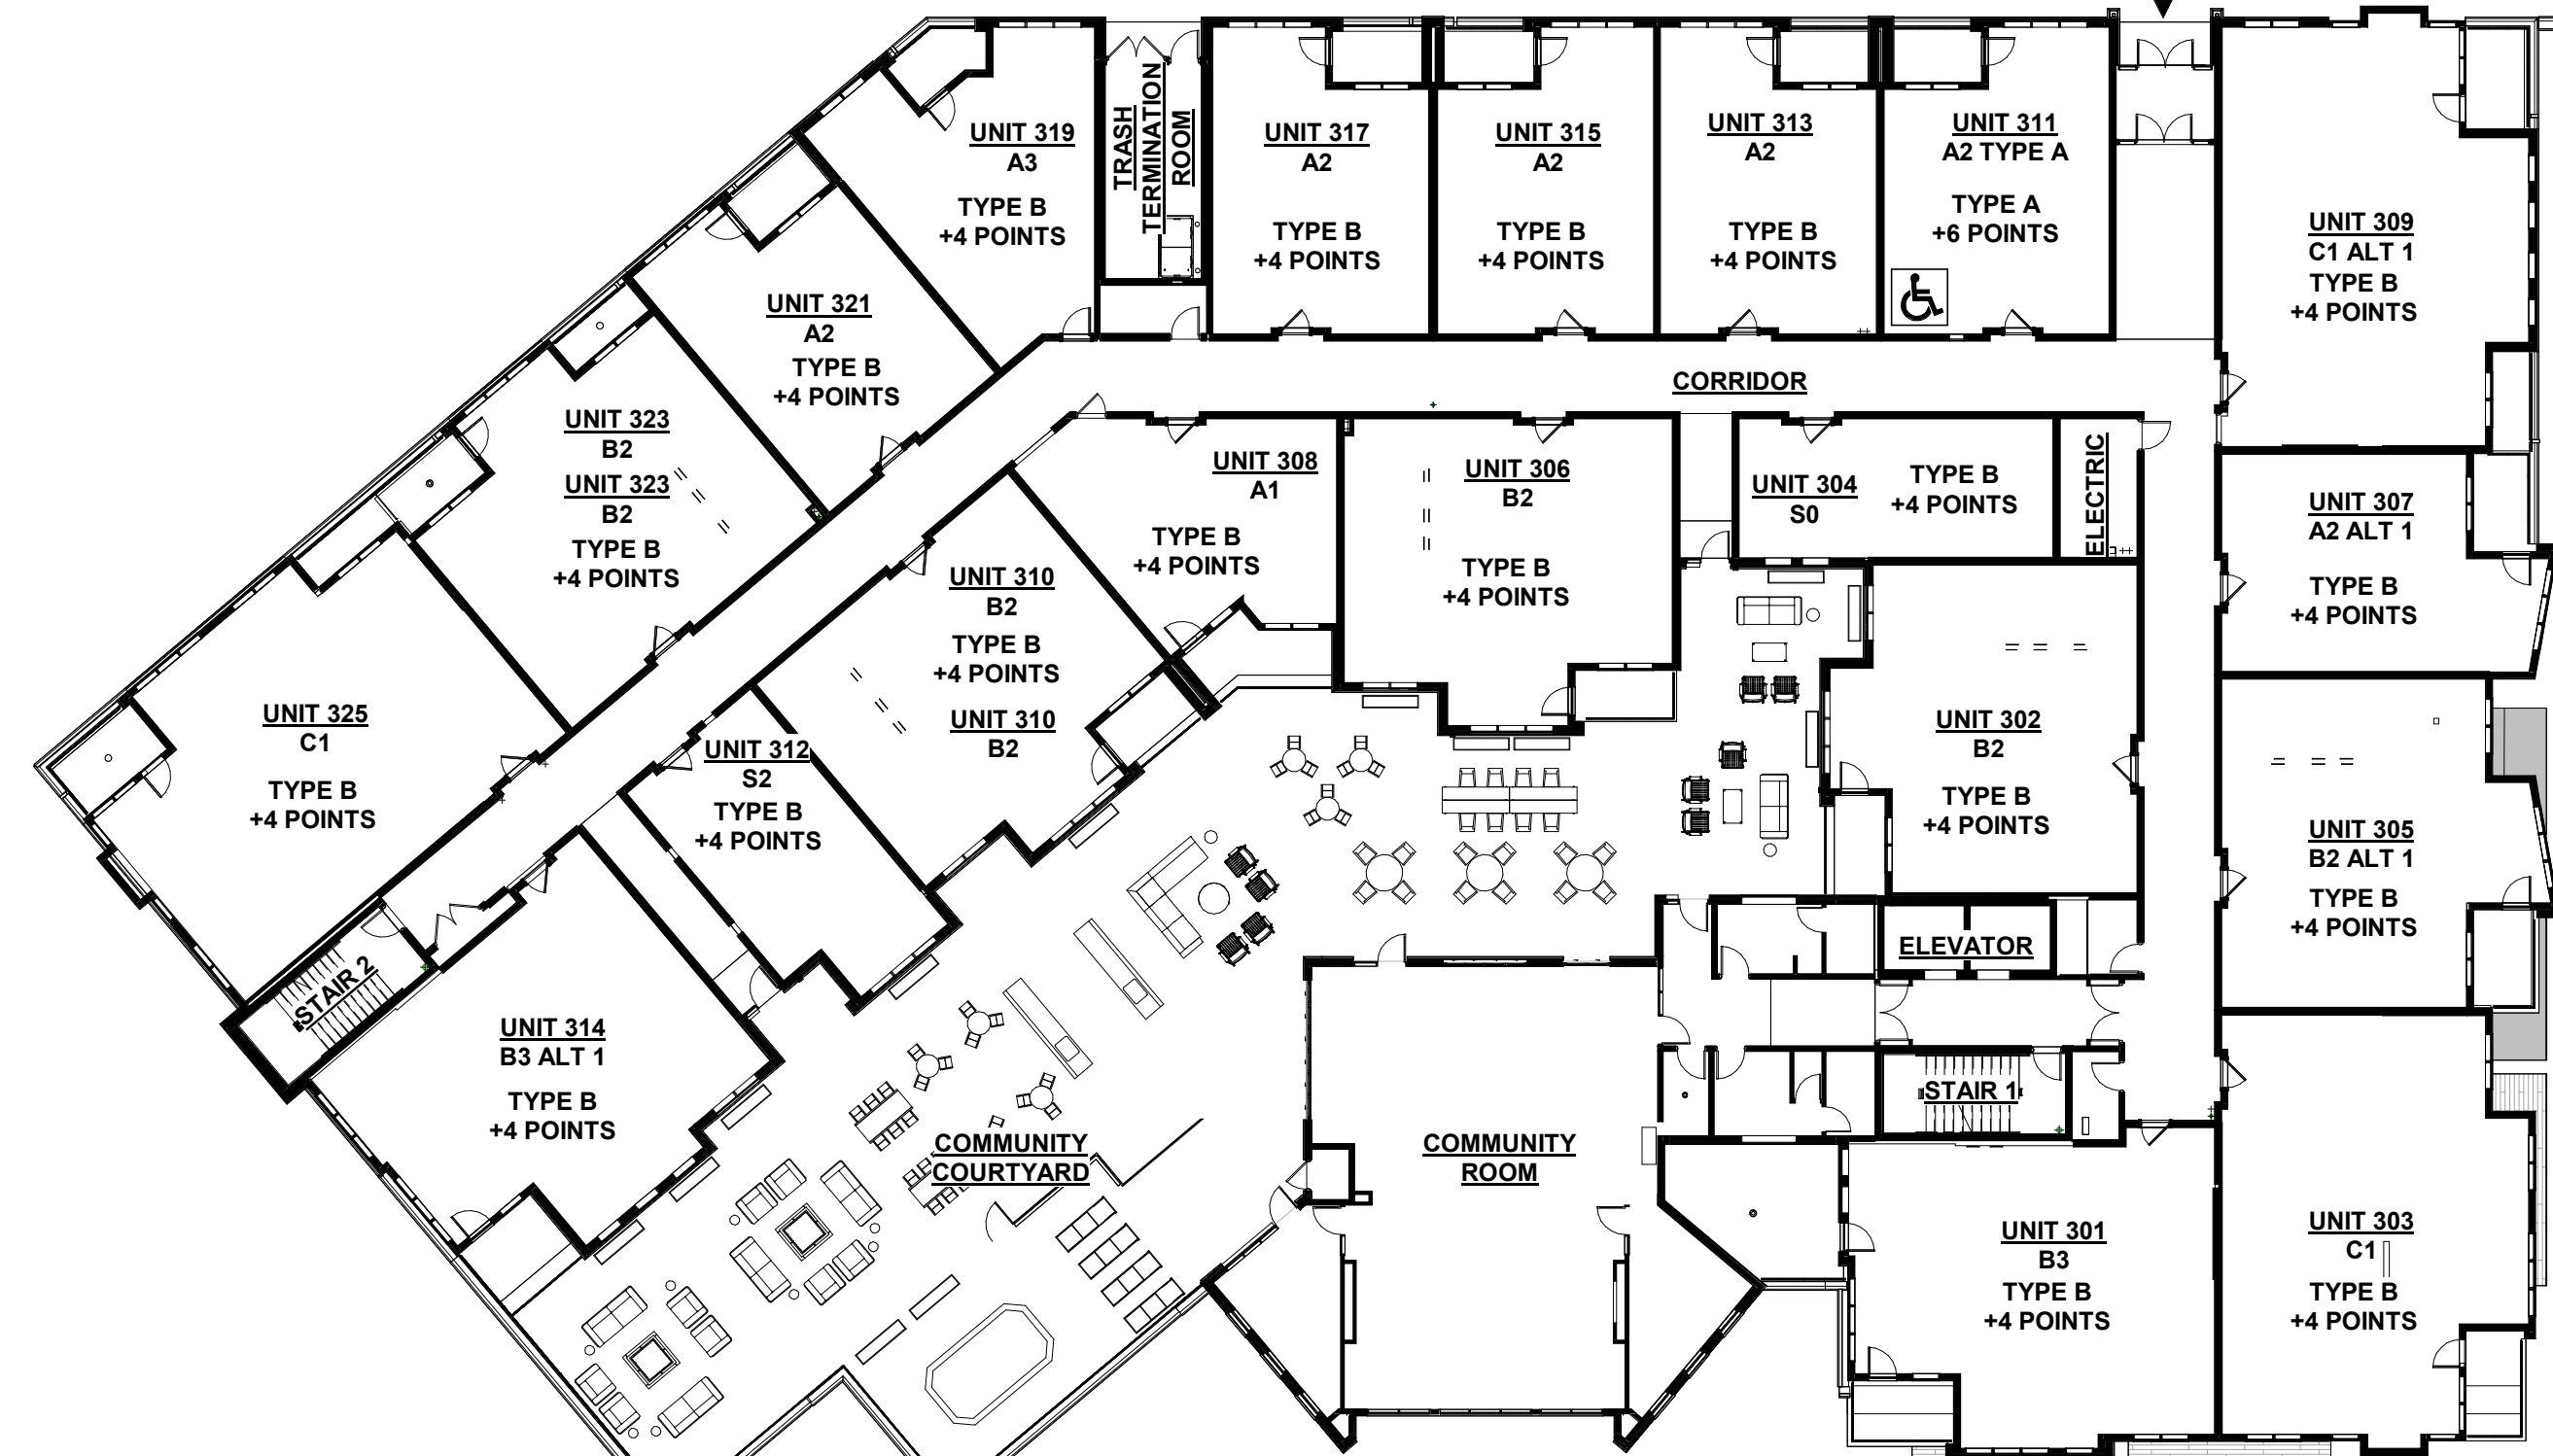 UNIT 319
A3
TYPE B
+4 POINTS
TRASH
TERMINATION
ROOM
UNIT 317
A2
TYPE B
+4 POINTS
UNIT 315
A2
TYPE B
+4 POINTS
UNIT 313
A2
TYPE B
+4 POINTS
UNIT 311
A2 TYPE A
TYPE A
+6 POINTS
UNIT 309
C1 ALT 1
TYPE B
+4 POINTS
UNIT 321
A2
TYPE B
+4 POINTS
CORRIDOR
UNIT 323
B2
UNIT 323
B2
TYPE B
+4 POINTS
UNIT 308
A1
TYPE B
+4 POINTS
UNIT 306
B2
TYPE B
+4 POINTS
UNIT 304
S0
TYPE B
+4 POINTS
ELECTRIC
UNIT 307
A2 ALT 1
TYPE B
+4 POINTS
UNIT 310
B2
TYPE B
+4 POINTS
UNIT 310
B2
UNIT 325
C1
TYPE B
+4 POINTS
UNIT 312
S2
TYPE B
+4 POINTS
UNIT 302
B2
TYPE B
+4 POINTS
UNIT 305
B2 ALT 1
TYPE B
+4 POINTS
ELEVATOR
STAIR 2
UNIT 314
B3 ALT 1
TYPE B
+4 POINTS
STAIR 1
COMMUNITY
COURTYARD
COMMUNITY
ROOM
UNIT 301
B3
TYPE B
+4 POINTS
UNIT 303
C1
TYPE B
+4 POINTS